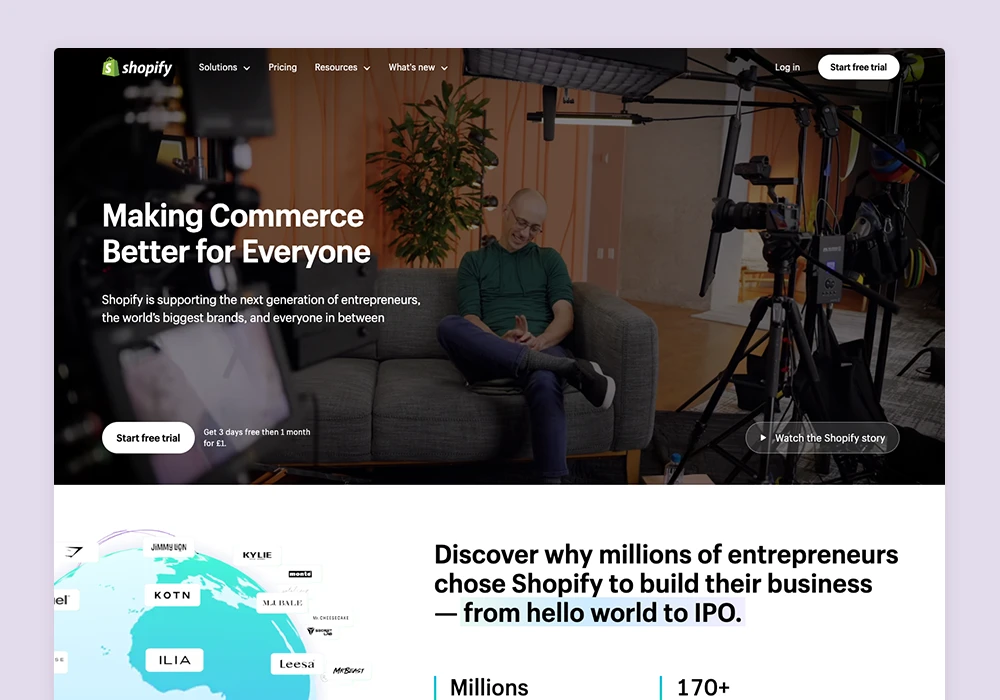 shopify Solutions Pricing Resources What's new Log in Start free trial
Making Commerce
Better for Everyone
Shopify is supporting the next generation of entrepreneurs,
the world's biggest brands, and everyone in between
Start free trial
Get 3 days free then 1 month
for £1.
Watch the Shopify story
JIMMY LION
KYLIE
KOTN
M.J. BALE
MR CHEESECAKE
ILIA
Leesa
MRBEAST
Discover why millions of entrepreneurs
chose Shopify to build their business
— from hello world to IPO.
Millions
170+